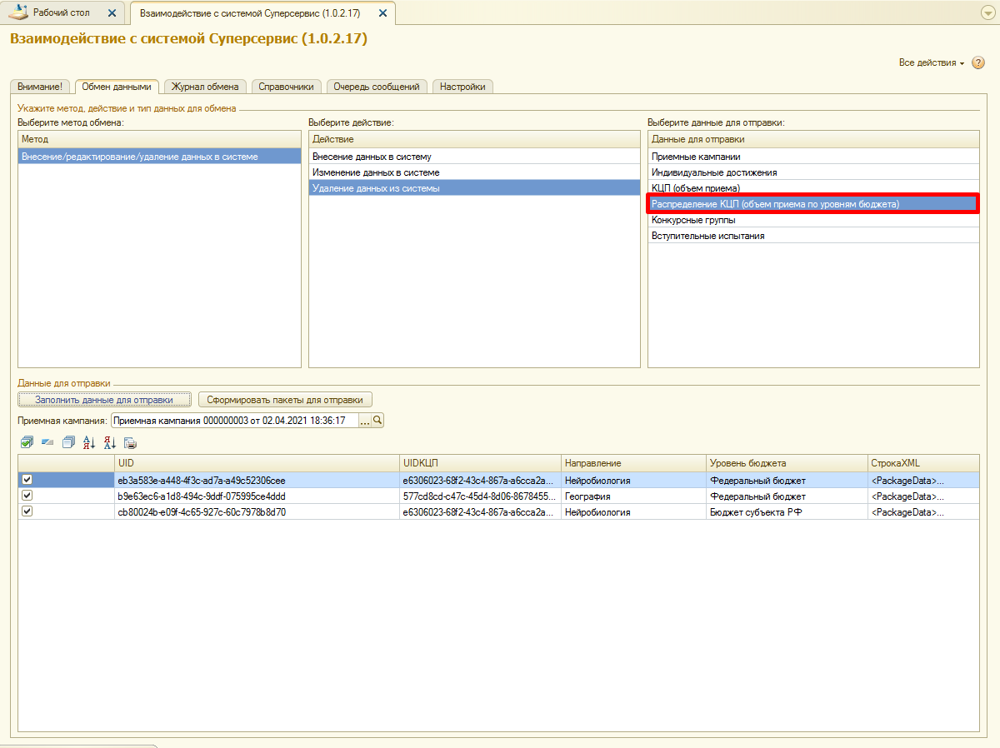 Рабочий стол
Взаимодействие с системой Суперсервис (1.0.2.17)
Взаимодействие с системой Суперсервис (1.0.2.17)
Все действия
?
Внимание! Обмен данными Журнал обмена Справочники Очередь сообщений Настройки
Укажите метод, действие и тип данных для обмена
Выберите метод обмена:
Метод
Внесение/редактирование/удаление данных в системе
Выберите действие:
Действие
Внесение данных в систему
Изменение данных в системе
Удаление данных из системы
Выберите данные для отправки:
Данные для отправки
Приемные кампании
Индивидуальные достижения
КЦП (объем приема)
Распределение КЦП (объем приема по уровням бюджета)
Конкурсные группы
Вступительные испытания
Данные для отправки
Заполнить данные для отправки Сформировать пакеты для отправки
Приемная кампания: Приемная кампания 000000003 от 02.04.2021 18:36:17 ...
UID UIDКЦП Направление Уровень бюджета СтрокаXML
eb3a583e-a448-4f3c-ad7a-a49c52306cee e6306023-68f2-43c4-867a-a6cca2a... Нейробиология Федеральный бюджет <PackageData>...
b9e63ec6-a1d8-494c-9ddf-075995ce4ddd 577cd8cd-c47c-45d4-8d06-8678455... География Федеральный бюджет <PackageData>...
cb80024b-e09f-4c65-927c-60c7978b8d70 e6306023-68f2-43c4-867a-a6cca2a... Нейробиология Бюджет субъекта РФ <PackageData>...